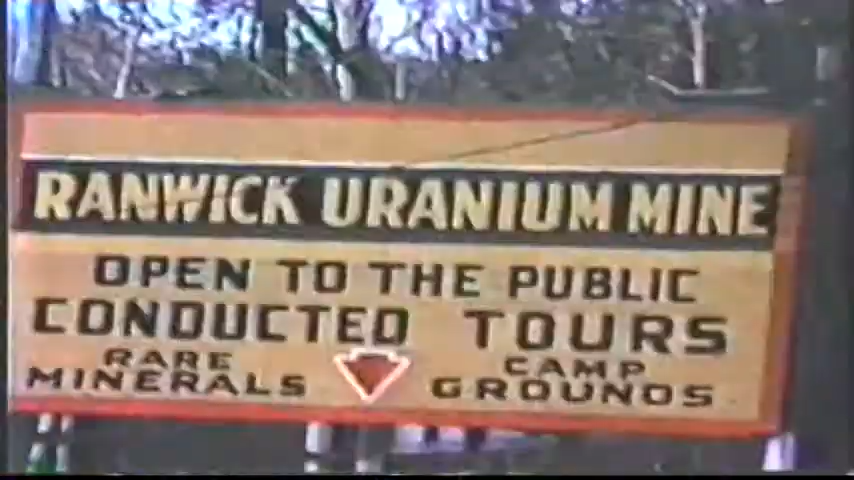 RANWICK URANIUM MINE
OPEN TO THE PUBLIC
CONDUCTED TOURS
RARE MINERALS
CAMP GROUNDS